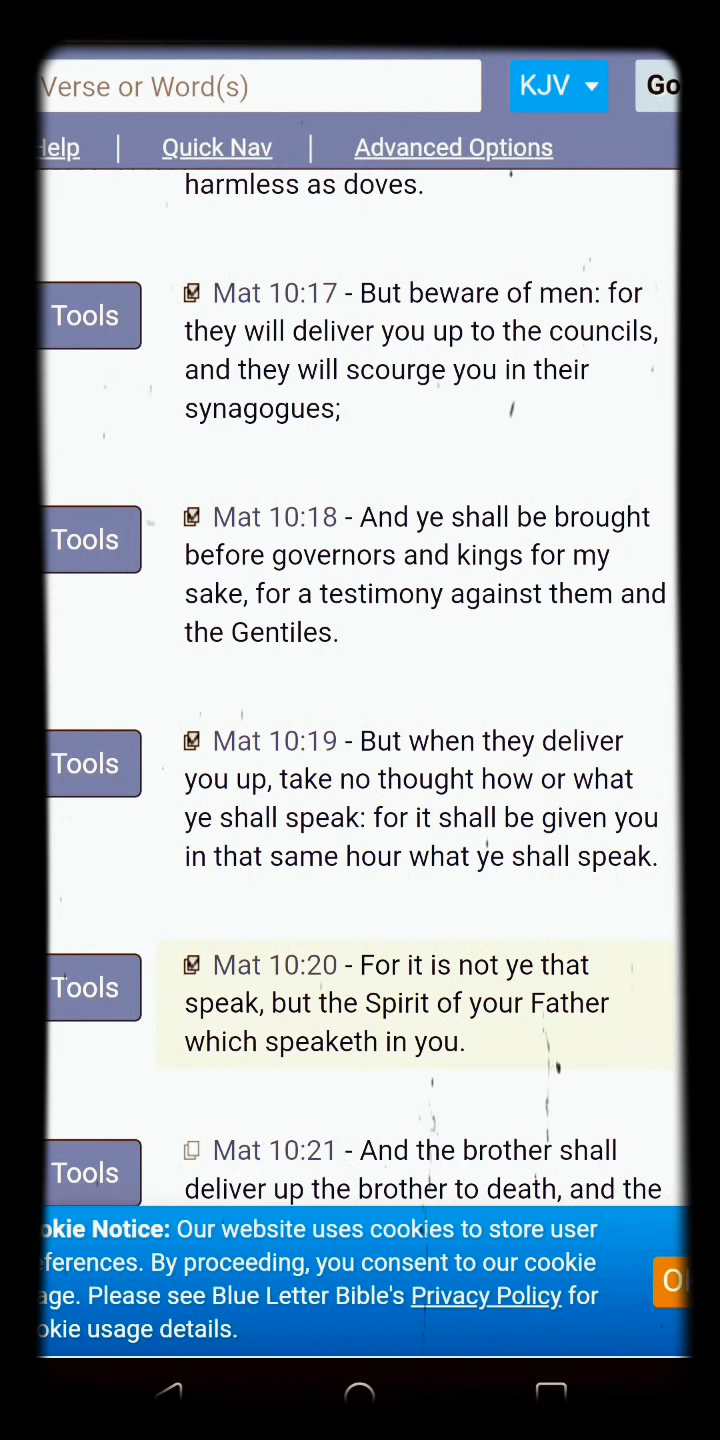 Verse or Word(s)
KJV
Go
Help | Quick Nav | Advanced Options
harmless as doves.
Tools
Mat 10:17 - But beware of men: for
they will deliver you up to the councils,
and they will scourge you in their
synagogues;
Tools
Mat 10:18 - And ye shall be brought
before governors and kings for my
sake, for a testimony against them and
the Gentiles.
Tools
Mat 10:19 - But when they deliver
you up, take no thought how or what
ye shall speak: for it shall be given you
in that same hour what ye shall speak.
Tools
Mat 10:20 - For it is not ye that
speak, but the Spirit of your Father
which speaketh in you.
Tools
Mat 10:21 - And the brother shall
deliver up the brother to death, and the
okie Notice: Our website uses cookies to store user
ferences. By proceeding, you consent to our cookie
age. Please see Blue Letter Bible's Privacy Policy for
okie usage details.